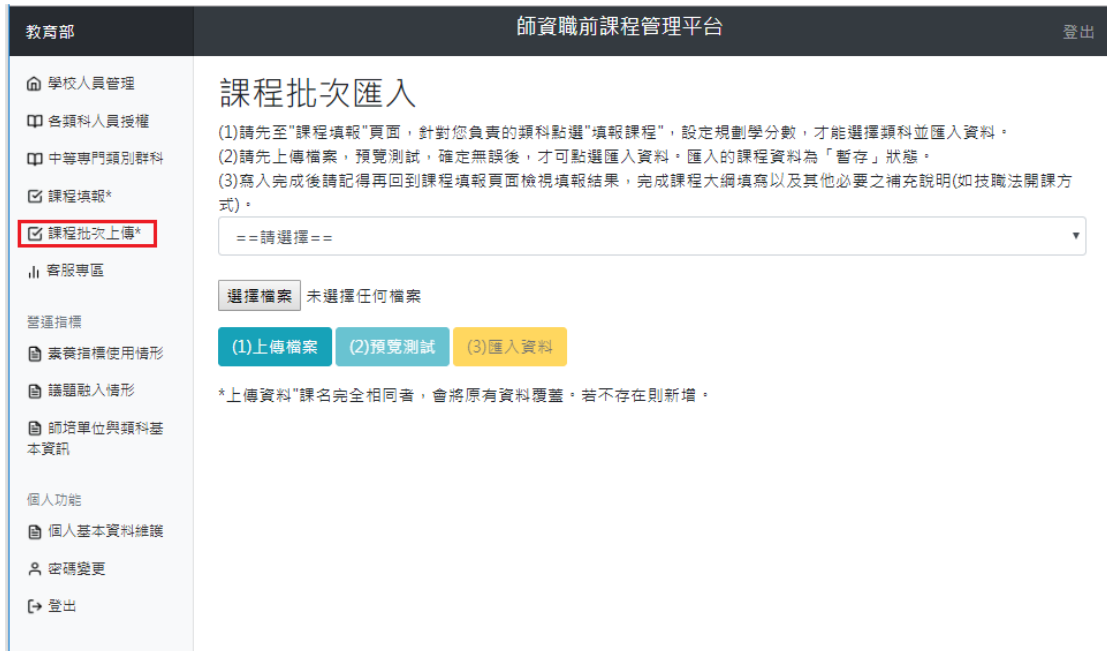 教育部
師資職前課程管理平台
登出
學校人員管理
各類科人員授權
中等專門類別群科
課程填報*
課程批次上傳*
客服專區
營運指標
素養指標使用情形
議題融入情形
師培單位與類科基
本資訊
個人功能
個人基本資料維護
密碼變更
登出
課程批次匯入
(1)請先至"課程填報"頁面，針對您負責的類科點選"填報課程"，設定規劃學分數，才能選擇類科並匯入資料。
(2)請先上傳檔案，預覽測試，確定無誤後，才可點選匯入資料。匯入的課程資料為「暫存」狀態。
(3)寫入完成後請記得再回到課程填報頁面檢視填報結果，完成課程大綱填寫以及其他必要之補充說明(如技職法開課方
式)。
==請選擇==
選擇檔案 未選擇任何檔案
(1)上傳檔案 (2)預覽測試 (3)匯入資料
*上傳資料"課名完全相同者，會將原有資料覆蓋。若不存在則新增。